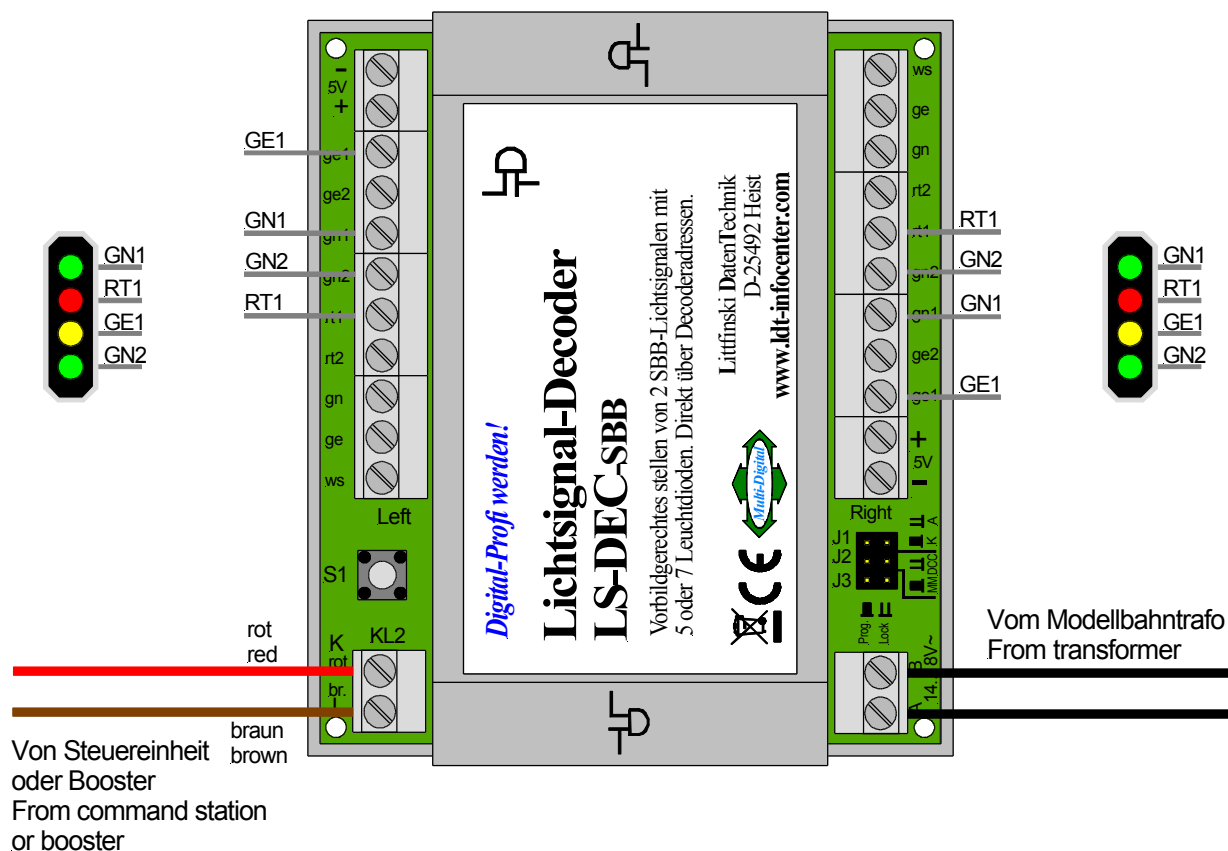 -
5V
+
ge1
ge2
gn1
gn2
rt1
rt2
gn
ge
ws
Left
S1
K
KL2
rot
br.
GE1
GN1
GN2
RT1
GN1
RT1
GE1
GN2
rot
red
braun
brown
Von Steuereinheit
oder Booster
From command station
or booster
Digital-Profi werden!
Lichtsignal-Decoder
LS-DEC-SBB
Vorbildgerechtes stellen von 2 SBB-Lichtsignalen mit
5 oder 7 Leuchtdioden. Direkt über Decoderadressen.
Littfinski DatenTechnik
D-25492 Heist
www.ldt-infocenter.com
Multi-Digital
CE
ws
ge
gn
rt2
rt1
gn2
gn1
ge2
ge1
+
5V
-
Right
J1
J2
J3
A
K
DCC
MM
Prog.
Lock
B
A
RT1
GN2
GN1
GE1
GN1
RT1
GE1
GN2
Vom Modellbahntrafo
From transformer